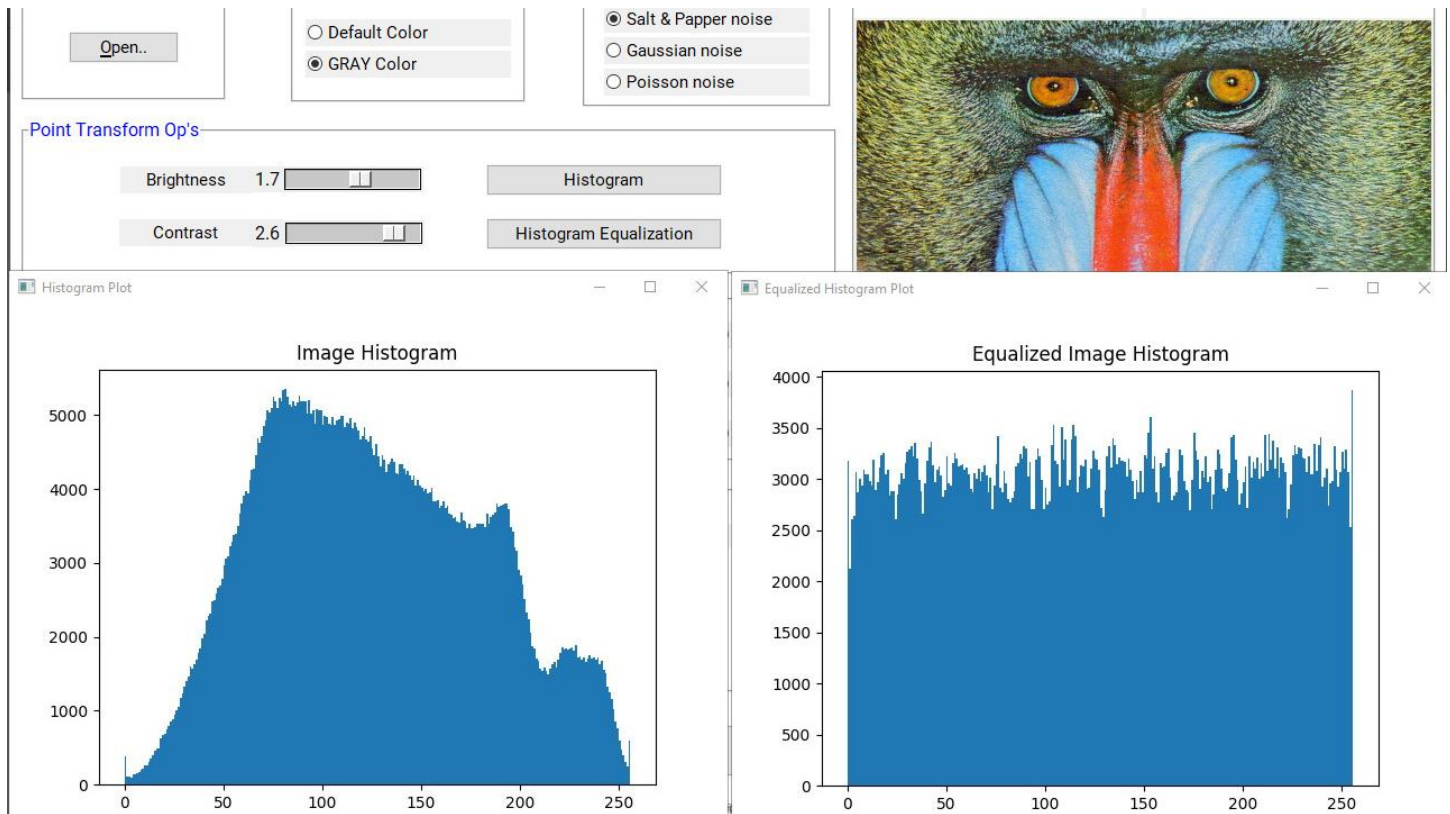 Open..
Default Color
GRAY Color
Salt & Papper noise
Gaussian noise
Poisson noise
Point Transform Op's
Brightness 1.7
Histogram
Contrast 2.6
Histogram Equalization
Histogram Plot
Image Histogram
5000
4000
3000
2000
1000
0
0 50 100 150 200 250
Equalized Histogram Plot
Equalized Image Histogram
4000
3500
3000
2500
2000
1500
1000
500
0
0 50 100 150 200 250